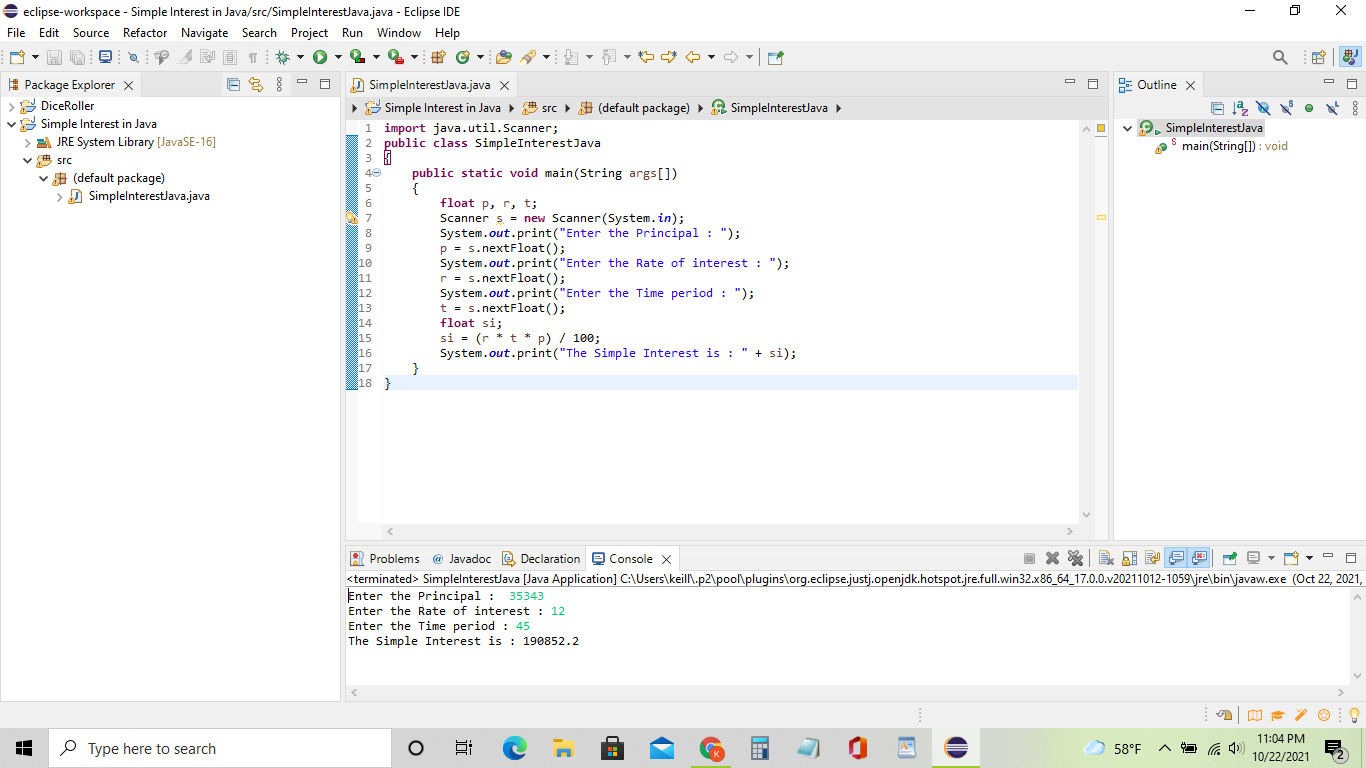 eclipse-workspace - Simple Interest in Java/src/SimpleInterestJava.java - Eclipse IDE
File Edit Source Refactor Navigate Search Project Run Window Help
Package Explorer
DiceRoller
Simple Interest in Java
JRE System Library [JavaSE-16]
src
(default package)
SimpleInterestJava.java
SimpleInterestJava.java
Simple Interest in Java src (default package) SimpleInterestJava
1 import java.util.Scanner;
2 public class SimpleInterestJava
3 {
4 public static void main(String args[])
5 {
6 float p, r, t;
7 Scanner s = new Scanner(System.in);
8 System.out.print("Enter the Principal : ");
9 p = s.nextFloat();
10 System.out.print("Enter the Rate of interest : ");
11 r = s.nextFloat();
12 System.out.print("Enter the Time period : ");
13 t = s.nextFloat();
14 float si;
15 si = (r * t * p) / 100;
16 System.out.print("The Simple Interest is : " + si);
17 }
18 }
Outline
SimpleInterestJava
main(String[]) : void
Problems @ Javadoc Declaration Console
<terminated> SimpleInterestJava [Java Application] C:\Users\keill\.p2\pool\plugins\org.eclipse.justj.openjdk.hotspot.jre.full.win32.x86_64_17.0.0.v20211012-1059\jre\bin\javaw.exe (Oct 22, 2021,
Enter the Principal : 35343
Enter the Rate of interest : 12
Enter the Time period : 45
The Simple Interest is : 190852.2
Type here to search
K
58°F
11:04 PM
10/22/2021
2